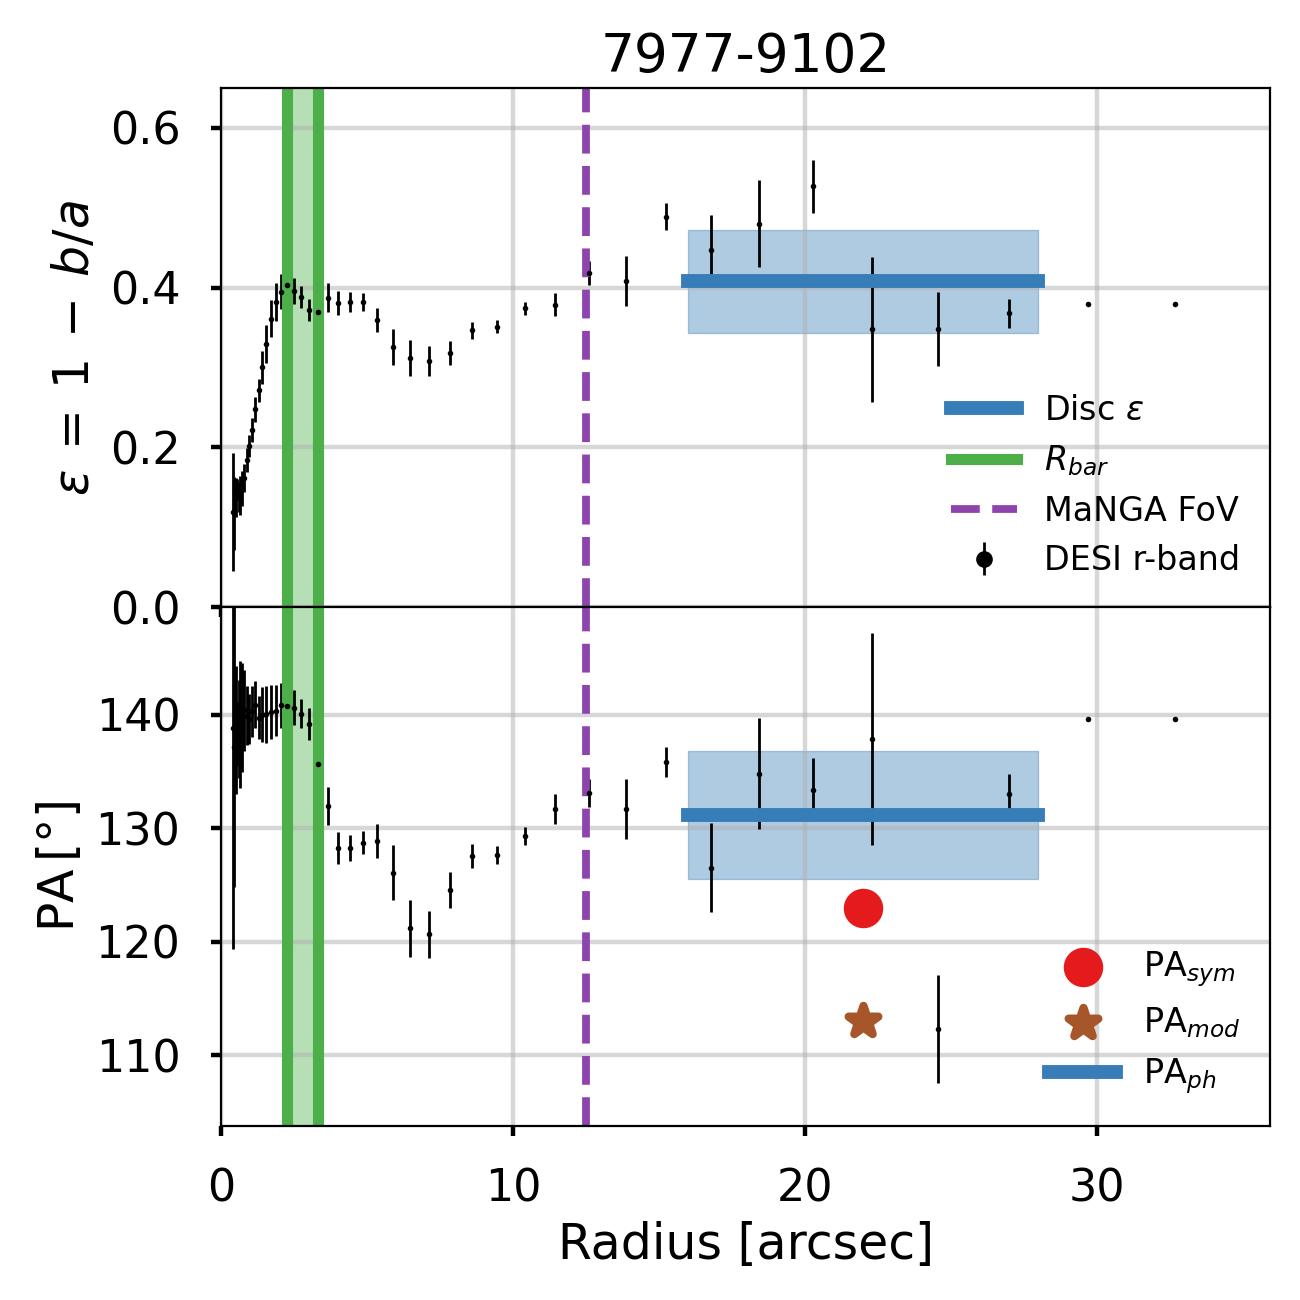 7977-9102
0.6
0.4
0.2
0.0
ε = 1 − b/a
Disc ε
R_bar
MaNGA FoV
DESI r-band
140
130
120
110
PA [°]
PA_sym
PA_mod
PA_ph
0 10 20 30
Radius [arcsec]